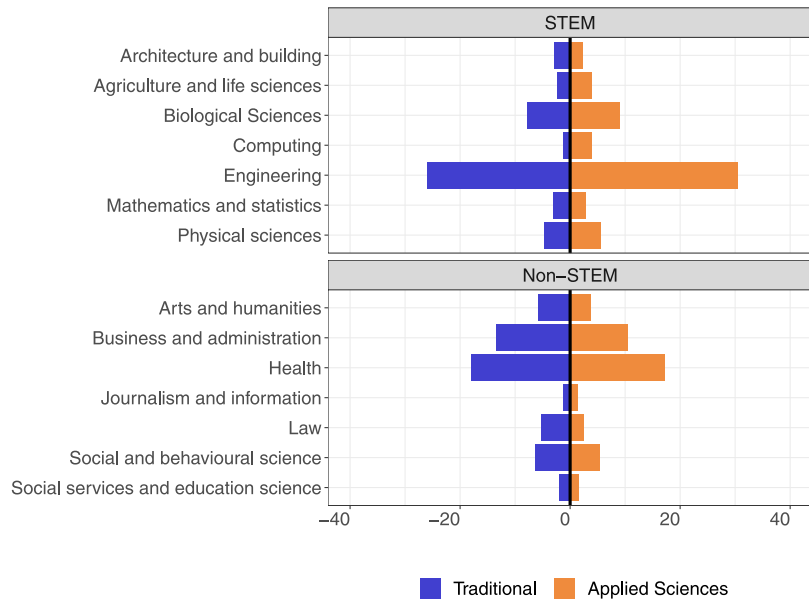 STEM
Architecture and building
Agriculture and life sciences
Biological Sciences
Computing
Engineering
Mathematics and statistics
Physical sciences
Non−STEM
Arts and humanities
Business and administration
Health
Journalism and information
Law
Social and behavioural science
Social services and education science
−40 −20 0 20 40
Traditional Applied Sciences